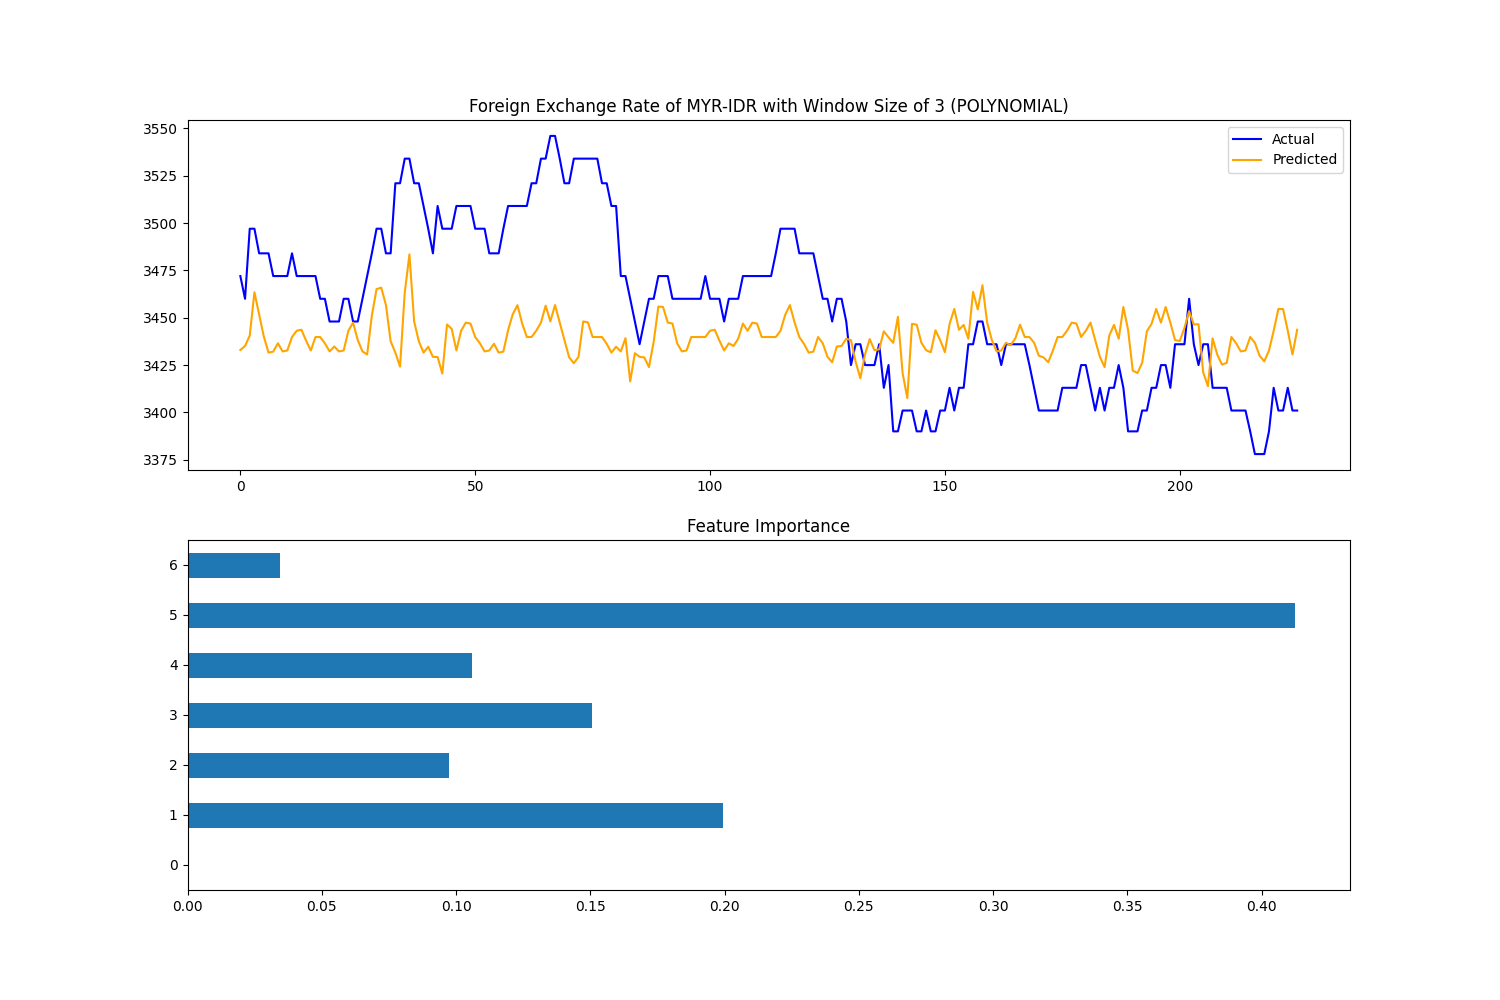 Foreign Exchange Rate of MYR-IDR with Window Size of 3 (POLYNOMIAL)
Actual
Predicted
3550
3525
3500
3475
3450
3425
3400
3375
0 50 100 150 200
Feature Importance
6
5
4
3
2
1
0
0.00 0.05 0.10 0.15 0.20 0.25 0.30 0.35 0.40